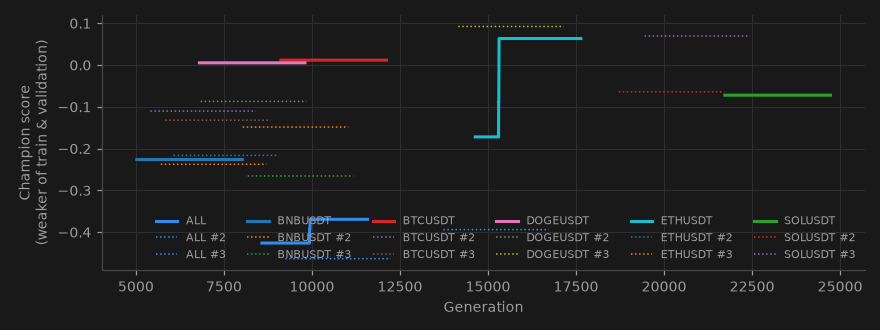 Champion score
(weaker of train & validation)
0.1
0.0
−0.1
−0.2
−0.3
−0.4
ALL BNBUSDT BTCUSDT DOGEUSDT ETHUSDT SOLUSDT
ALL #2 BNBUSDT #2 BTCUSDT #2 DOGEUSDT #2 ETHUSDT #2 SOLUSDT #2
ALL #3 BNBUSDT #3 BTCUSDT #3 DOGEUSDT #3 ETHUSDT #3 SOLUSDT #3
5000 7500 10000 12500 15000 17500 20000 22500 25000
Generation